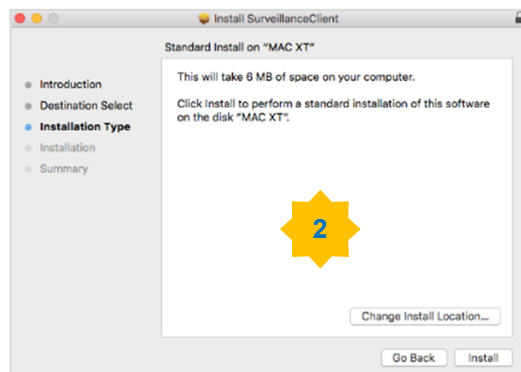 Install SurveillanceClient
Standard Install on "MAC XT"
Introduction
Destination Select
Installation Type
Installation
Summary
This will take 6 MB of space on your computer.
Click Install to perform a standard installation of this software
on the disk "MAC XT".
2
Change Install Location...
Go Back
Install